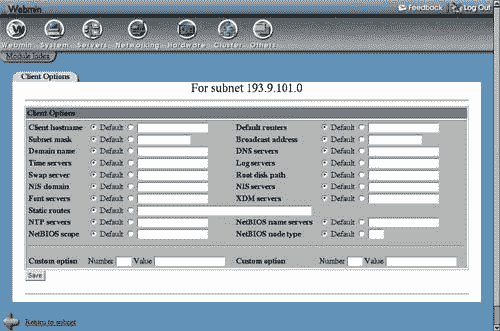 Webmin
Feedback Log Out
Webmin System Servers Networking Hardware Cluster Others
Module Index
Client Options
For subnet 193.9.101.0
Client Options
Client hostname Default Default routers Default
Subnet mask Default Broadcast address Default
Domain name Default DNS servers Default
Time servers Default Log servers Default
Swap server Default Root disk path Default
NIS domain Default NIS servers Default
Font servers Default XDM servers Default
Static routes Default
NTP servers Default NetBIOS name servers Default
NetBIOS scope Default NetBIOS node type Default
Custom option Number Value Custom option Number Value
Save
Return to subnet